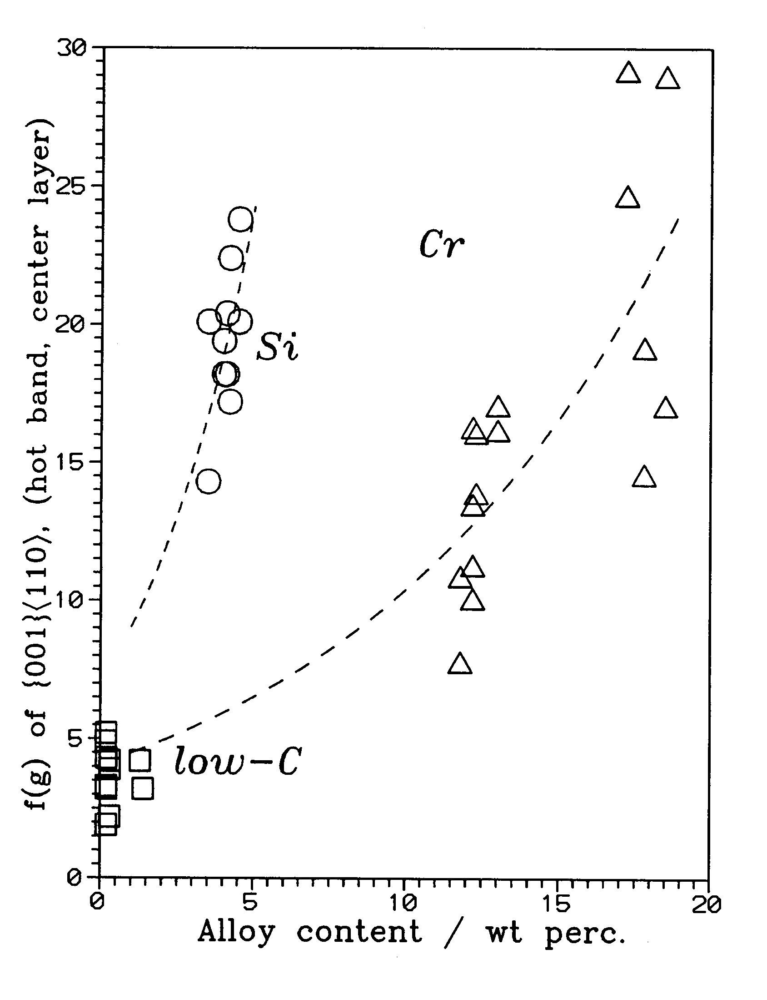 30
25
20
15
10
5
0
f(g) of {001}⟨110⟩, (hot band, center layer)
Cr
Si
low-C
0 5 10 15 20
Alloy content / wt perc.